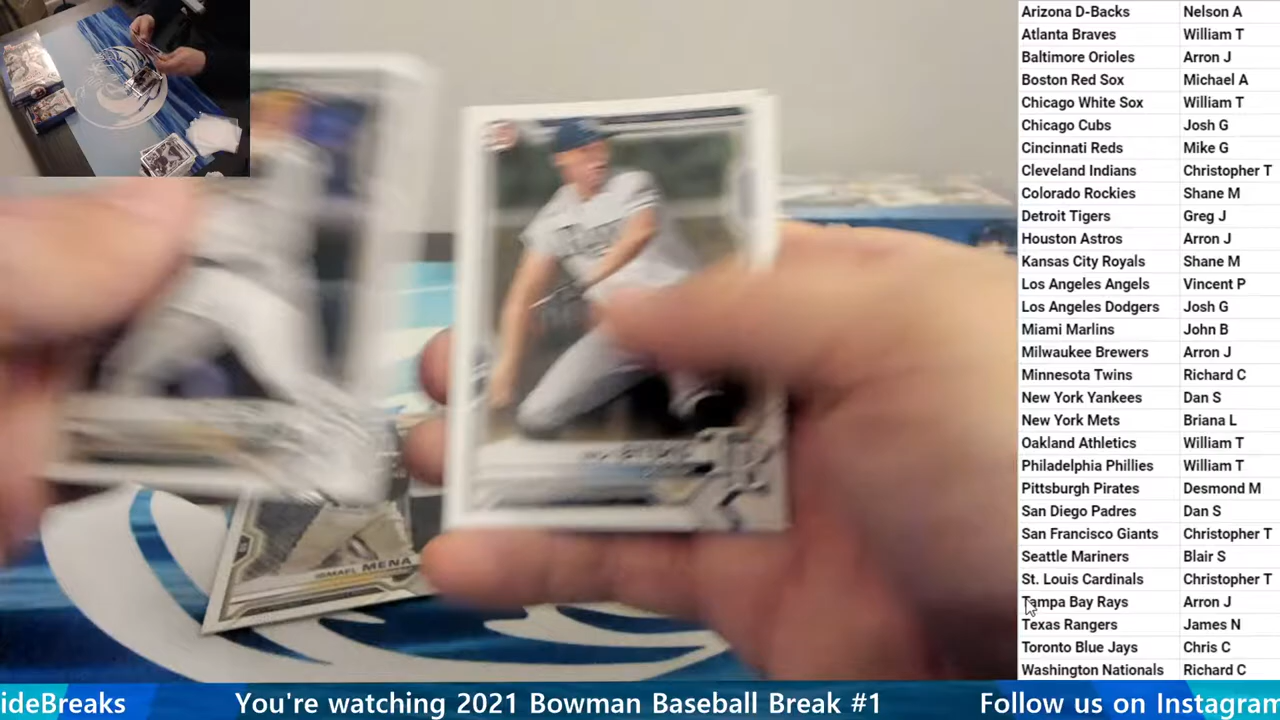 Arizona D-Backs Nelson A
Atlanta Braves William T
Baltimore Orioles Arron J
Boston Red Sox Michael A
Chicago White Sox William T
Chicago Cubs Josh G
Cincinnati Reds Mike G
Cleveland Indians Christopher T
Colorado Rockies Shane M
Detroit Tigers Greg J
Houston Astros Arron J
Kansas City Royals Shane M
Los Angeles Angels Vincent P
Los Angeles Dodgers Josh G
Miami Marlins John B
Milwaukee Brewers Arron J
Minnesota Twins Richard C
New York Yankees Dan S
New York Mets Briana L
Oakland Athletics William T
Philadelphia Phillies William T
Pittsburgh Pirates Desmond M
San Diego Padres Dan S
San Francisco Giants Christopher T
Seattle Mariners Blair S
St. Louis Cardinals Christopher T
Tampa Bay Rays Arron J
Texas Rangers James N
Toronto Blue Jays Chris C
Washington Nationals Richard C
ISMAEL MENA
ideBreaks You're watching 2021 Bowman Baseball Break #1 Follow us on Instagram